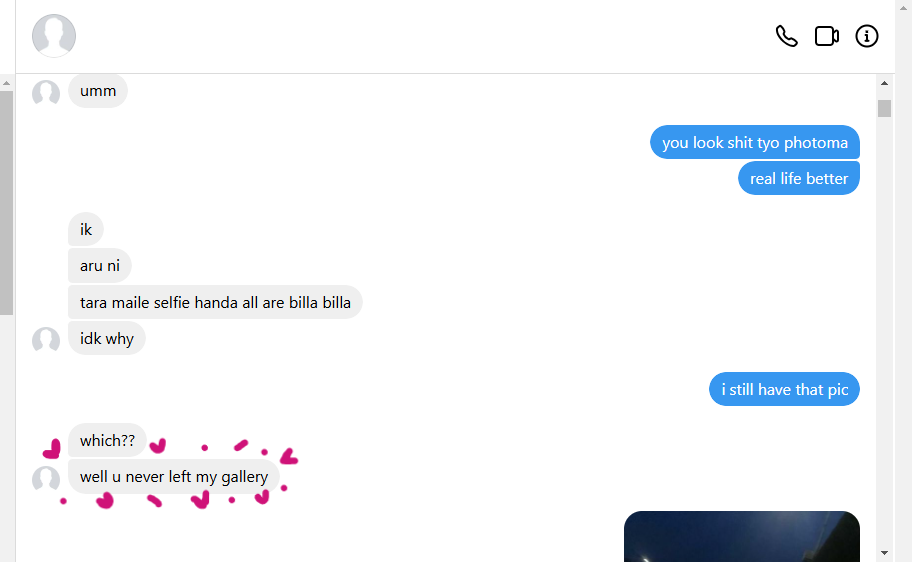 umm
you look shit tyo photoma
real life better
ik
aru ni
tara maile selfie handa all are billa billa
idk why
i still have that pic
which??
well u never left my gallery